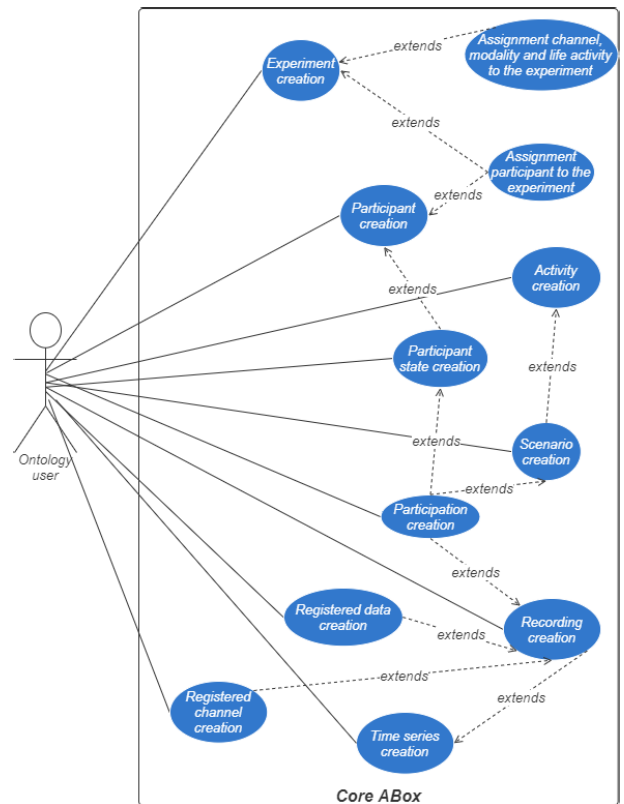 Experiment
creation
extends
Assignment channel,
modality and life activity
to the experiment
extends
Assignment
participant to the
experiment
extends
Participant
creation
Activity
creation
extends
Participant
state creation
extends
extends
Scenario
creation
Ontology
user
extends
Participation
creation
extends
Registered data
creation
extends
Recording
creation
extends
Registered
channel
creation
extends
Time series
creation
Core ABox